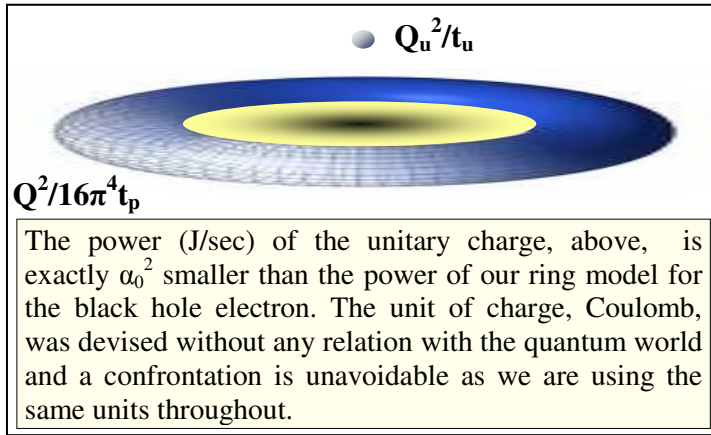 Qᵤ²/tᵤ
Q²/16π⁴tₚ
The power (J/sec) of the unitary charge, above, is
exactly α₀² smaller than the power of our ring model for
the black hole electron. The unit of charge, Coulomb,
was devised without any relation with the quantum world
and a confrontation is unavoidable as we are using the
same units throughout.